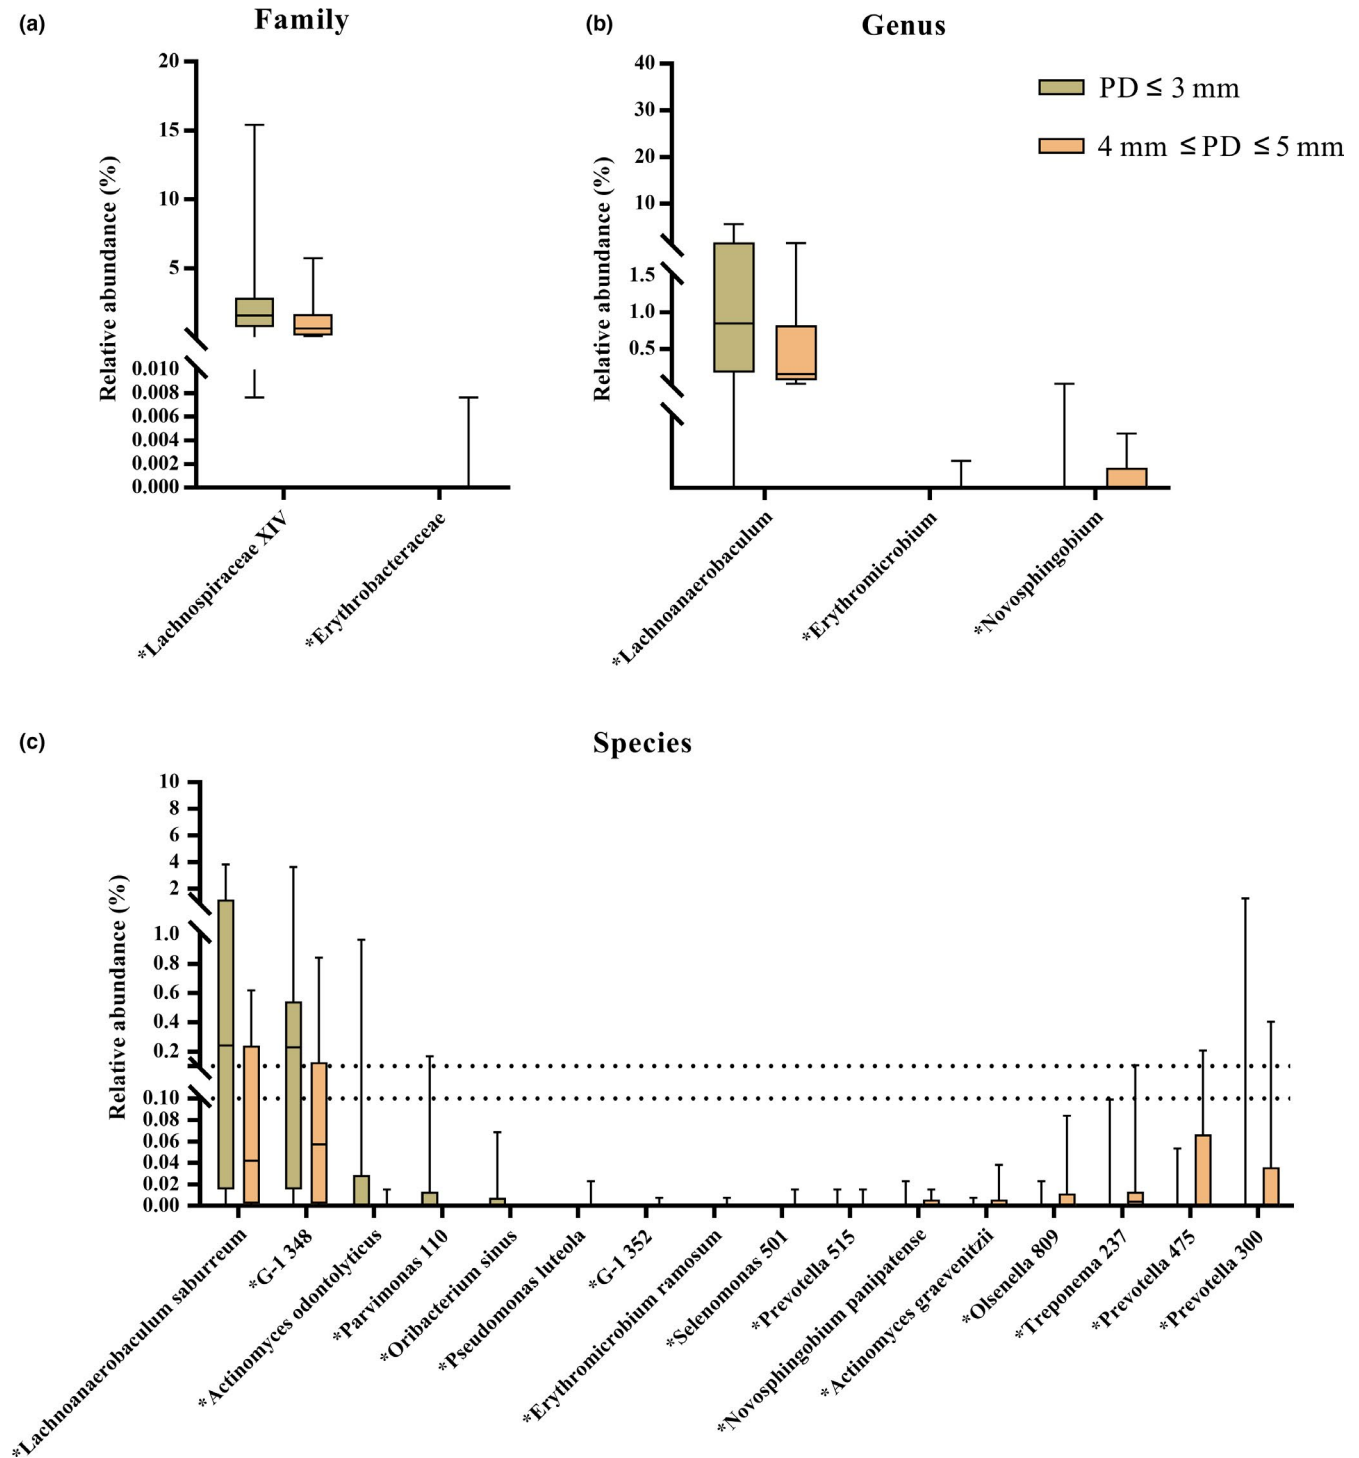 (a)
Family
20
15
10
5
0.010
0.008
0.006
0.004
0.002
0.000
Relative abundance (%)
*Lachnospiraceae XIV
*Erythrobacteraceae
(b)
Genus
40
30
20
10
1.5
1.0
0.5
Relative abundance (%)
*Lachnoanaerobaculum
*Erythromicrobium
*Novosphingobium
PD ≤ 3 mm
4 mm ≤PD ≤ 5 mm
(c)
Species
10
8
6
4
2
1.0
0.8
0.6
0.4
0.2
0.10
0.08
0.06
0.04
0.02
0.00
Relative abundance (%)
*Lachnoanaerobaculum saburreum
*G-1 348
*Actinomyces odontolyticus
*Parvimonas 110
*Oribacterium sinus
*Pseudomonas luteola
*G-1 352
*Erythromicrobium ramosum
*Selenomonas 501
*Prevotella 515
*Novosphingobium panipatense
*Actinomyces graevenitzii
*Olsenella 809
*Treponema 237
*Prevotella 475
*Prevotella 300